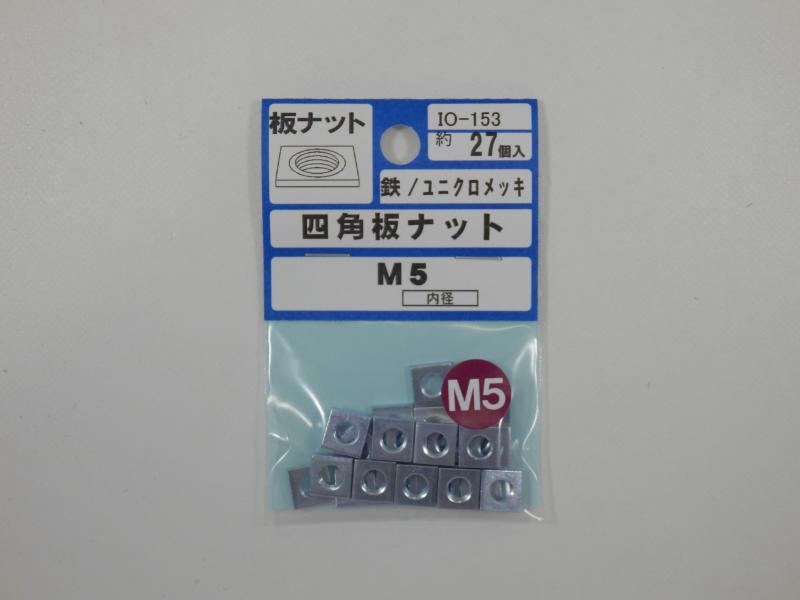 板ナット
IO-153
約 27個入
鉄/ユニクロメッキ
四角板ナット
M5
内径
M5